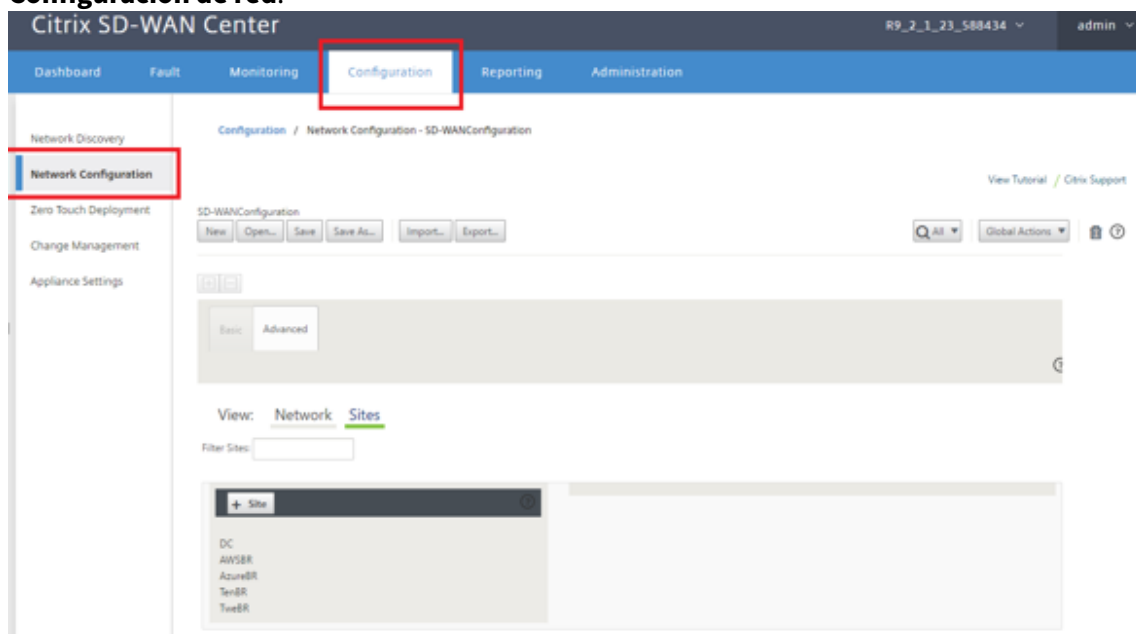 Configuración de red.
Citrix SD-WAN Center R9_2_1_23_588434 admin
Dashboard Fault Monitoring Configuration Reporting Administration
Configuration / Network Configuration - SD-WANConfiguration
Network Discovery
Network Configuration
View Tutorial / Citrix Support
Zero Touch Deployment
SD-WANConfiguration
New Open... Save Save As... Import... Export... All Global Actions
Change Management
Appliance Settings
Basic Advanced
View: Network Sites
Filter Sites:
+ Site
DC
AWSBR
AzureBR
TenBR
TweBR